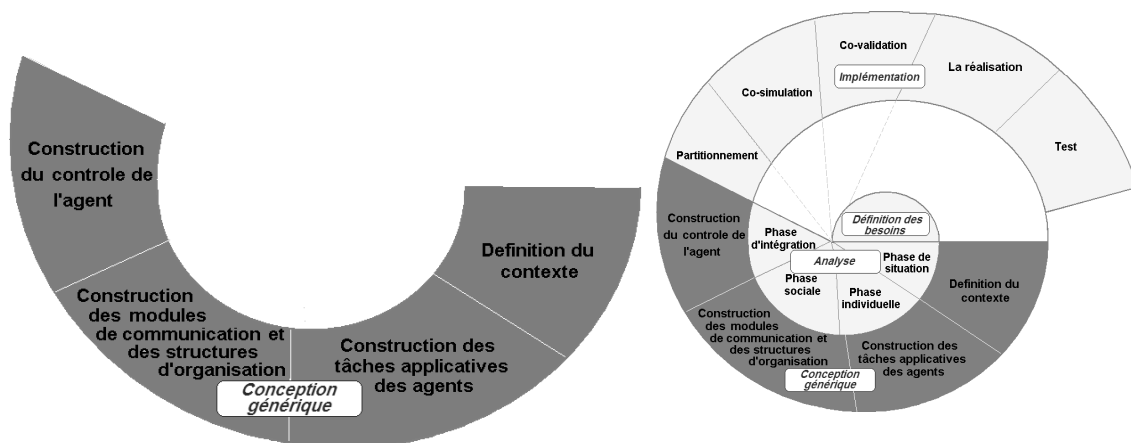 Construction
du controle de
l'agent
Definition du
contexte
Construction
des modules
de communication et
des structures
d'organisation
Construction des
tâches applicatives
des agents
Conception
générique
Co-validation
Implémentation
La réalisation
Co-simulation
Test
Partitionnement
Définition des
besoins
Construction
du controle de
l'agent
Phase
d'intégration
Analyse
Phase de
situation
Phase
sociale
Phase
individuelle
Definition
du contexte
Construction
des modules
de communication
et des structures
d'organisation
Construction des
tâches applicatives
des agents
Conception
générique